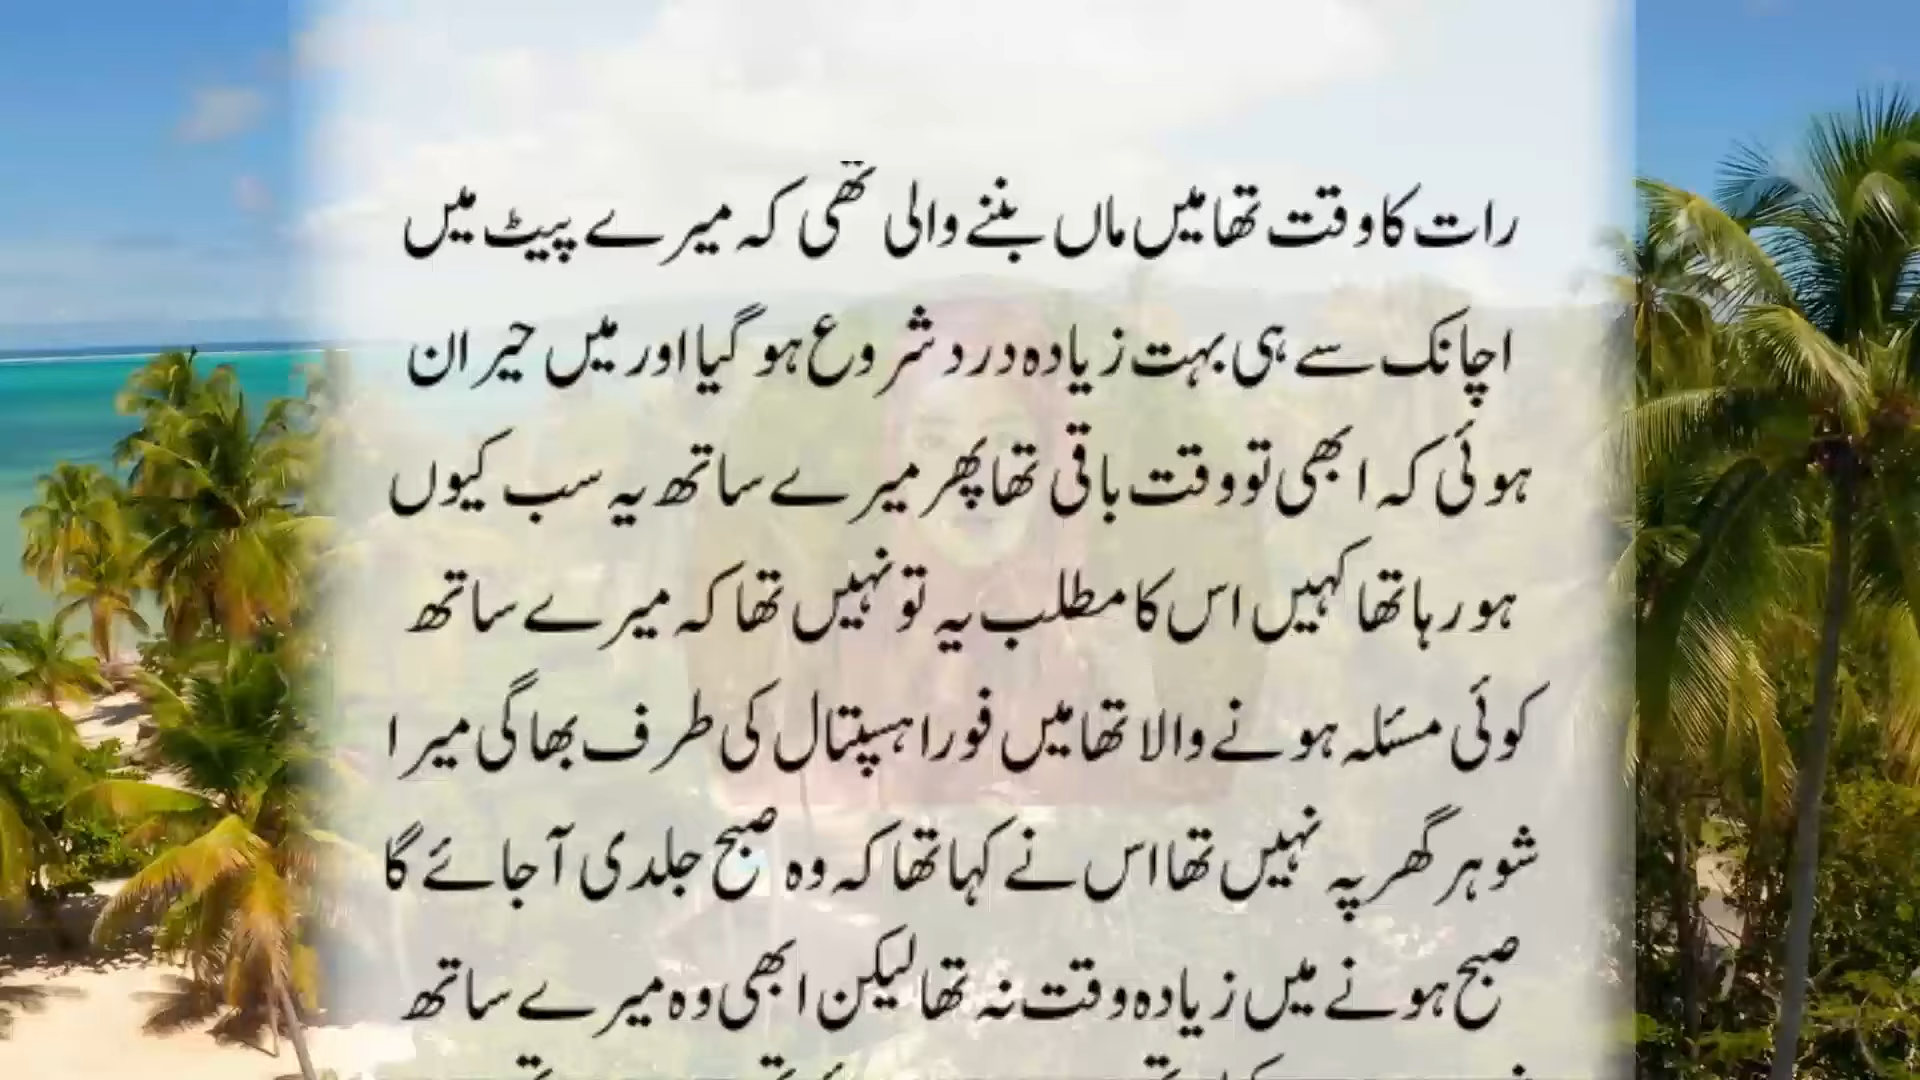 رات کا وقت تھا میں ماں بننے والی تھی کہ میرے پیٹ میں
اچانک سے ہی بہت زیادہ درد شروع ہو گیا اور میں حیران
ہوئی کہ ابھی تو وقت باقی تھا پھر میرے ساتھ یہ سب کیوں
ہو رہا تھا کہیں اس کا مطلب یہ تو نہیں تھا کہ میرے ساتھ
کوئی مسئلہ ہونے والا تھا میں فورا ہسپتال کی طرف بھاگی میرا
شوہر گھر پہ نہیں تھا اس نے کہا تھا کہ وہ صبح جلدی آ جائے گا
صبح ہونے میں زیادہ وقت نہ تھا لیکن ابھی وہ میرے ساتھ